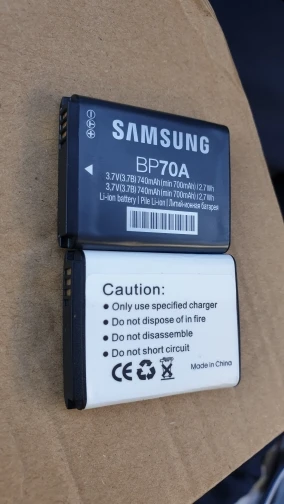 SAMSUNG
BP70A
3.7V(3.7B) 740mAh(min 700mAh)/2.7Wh
3.7V(3.7B) 740mAh(min 700mAh)/2.7Wh
Li-ion battery | Pile Li-ion | Литий-ионная батарея
Caution:
• Only use specified charger
• Do not dispose of in fire
• Do not disassemble
• Do not short circuit
CE
Made in China